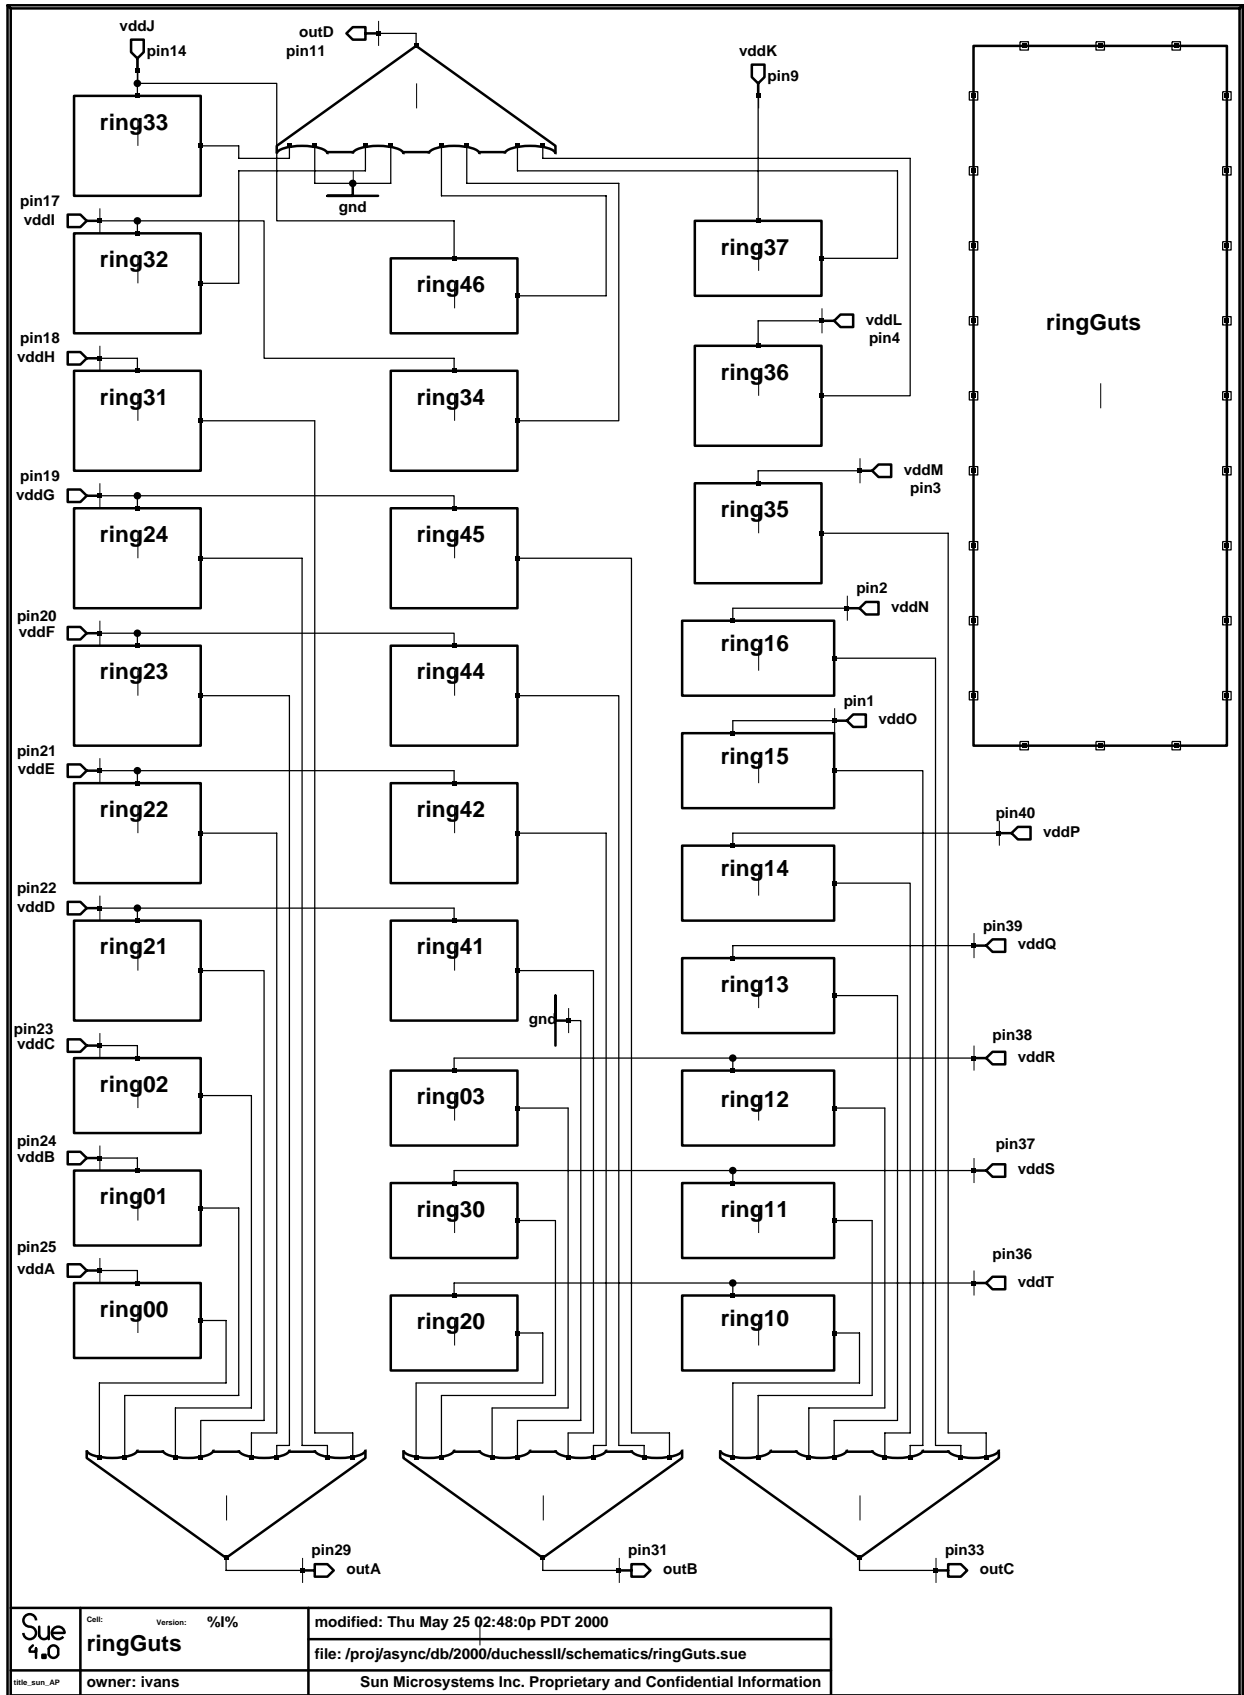 vddJ
pin14
outD
pin11
vddK
pin9
ring33
gnd
pin17
vddI
ring32
ring46
ring37
ringGuts
vddL
pin4
pin18
vddH
ring31
ring34
ring36
pin19
vddG
vddM
pin3
ring24
ring45
ring35
pin2
vddN
pin20
vddF
ring23
ring44
ring16
pin1
vddO
pin21
vddE
ring22
ring42
ring15
pin40
vddP
pin22
vddD
ring14
ring21
ring41
pin39
vddQ
ring13
gnd
pin23
vddC
pin38
vddR
ring02
ring03
ring12
pin24
vddB
pin37
vddS
ring01
ring30
ring11
pin25
vddA
pin36
vddT
ring00
ring20
ring10
pin29
outA
pin31
outB
pin33
outC
Sue
4.0
Cell:
Version:
%I%
ringGuts
modified: Thu May 25 02:48:0p PDT 2000
file: /proj/async/db/2000/duchessII/schematics/ringGuts.sue
title_sun_AP
owner: ivans
Sun Microsystems Inc. Proprietary and Confidential Information